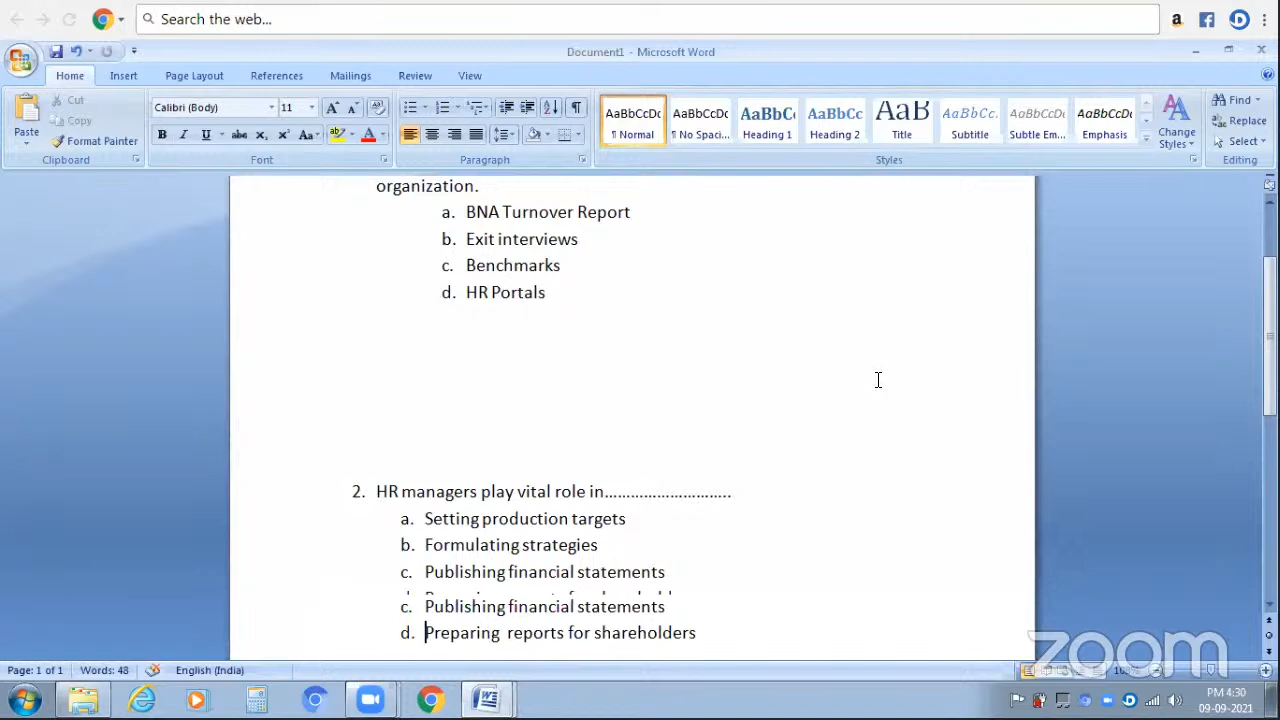 Search the web...
Document1 - Microsoft Word
Home Insert Page Layout References Mailings Review View
Paste
Cut
Copy
Format Painter
Clipboard
Calibri (Body) 11
Font
Paragraph
AaBbCcDc AaBbCcDc AaBbC AaBbCc AaB AaBbCc. AaBbCcDc AaBbCcDc
¶ Normal ¶ No Spaci... Heading 1 Heading 2 Title Subtitle Subtle Em... Emphasis
Change Styles
Styles
Find
Replace
Select
Editing
organization.
a. BNA Turnover Report
b. Exit interviews
c. Benchmarks
d. HR Portals
2. HR managers play vital role in...........................
a. Setting production targets
b. Formulating strategies
c. Publishing financial statements
c. Publishing financial statements
d. Preparing reports for shareholders
zoom
Page: 1 of 1 Words: 48 English (India)
PM 4:30
09-09-2021